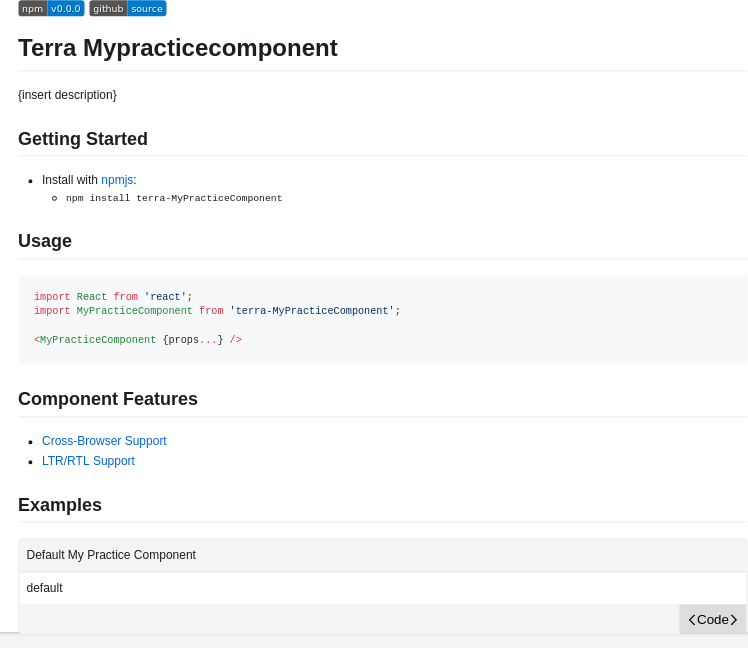 npm v0.0.0 github source
Terra Mypracticecomponent
{insert description}
Getting Started
Install with npmjs:
npm install terra-MyPracticeComponent
Usage
import React from 'react';
import MyPracticeComponent from 'terra-MyPracticeComponent';
<MyPracticeComponent {props...} />
Component Features
Cross-Browser Support
LTR/RTL Support
Examples
Default My Practice Component
default
<Code>